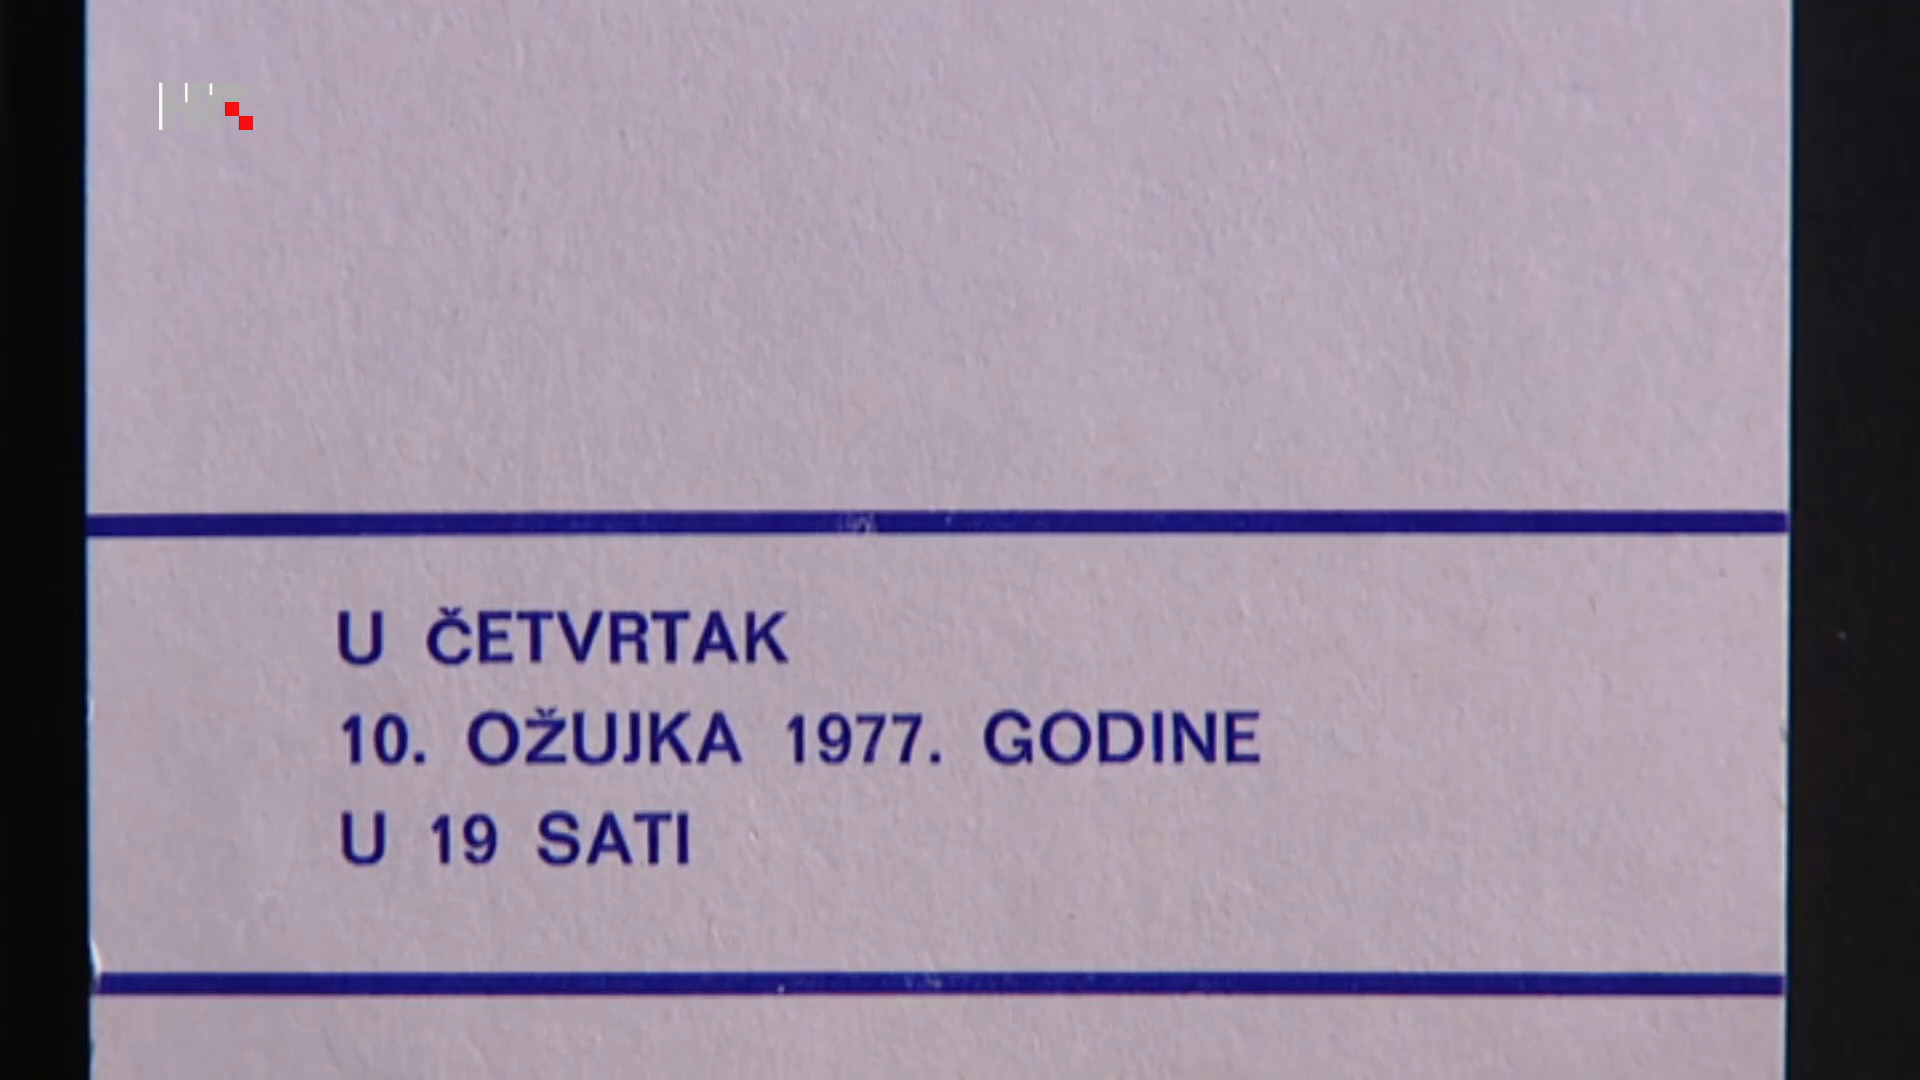 U ČETVRTAK
10. OŽUJKA 1977. GODINE
U 19 SATI